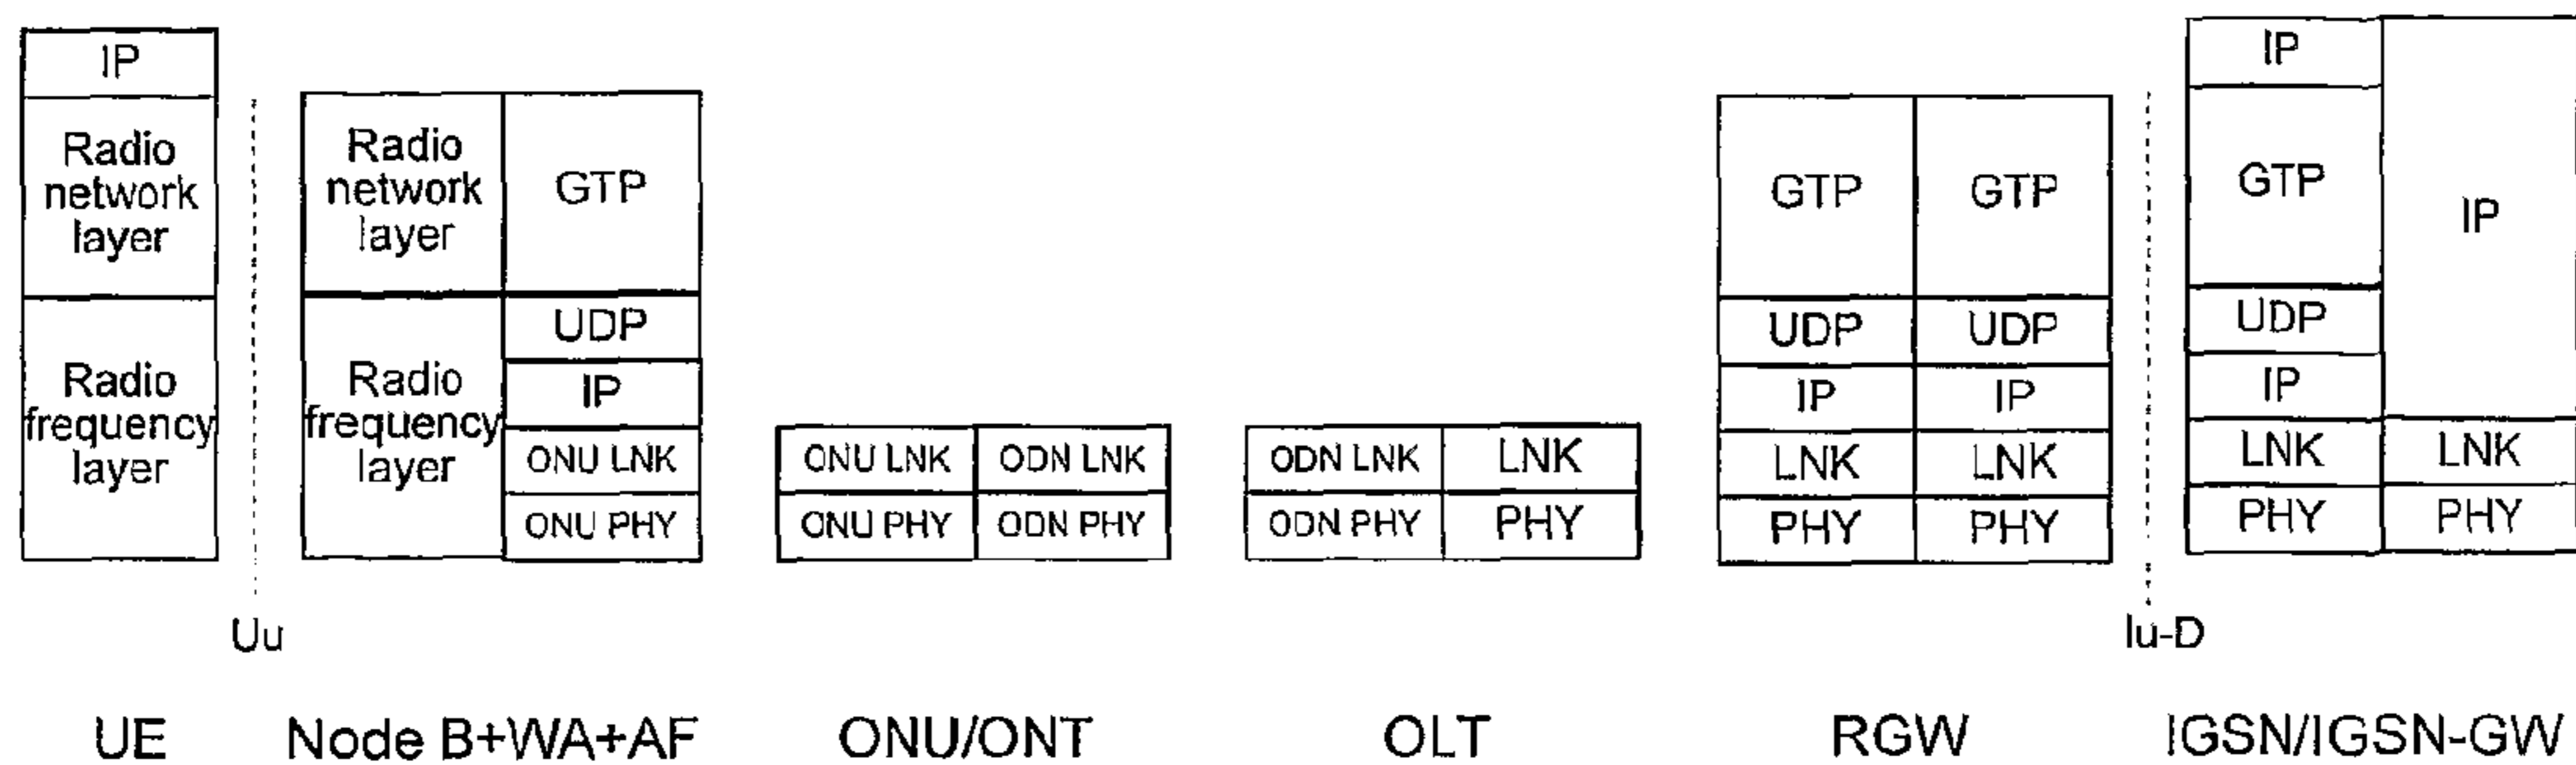 IP
Radio
network
layer
Radio
frequency
layer
Uu
Radio
network
layer
GTP
Radio
frequency
layer
UDP
IP
ONU LNK
ONU PHY
ONU LNK
ODN LNK
ONU PHY
ODN PHY
ODN LNK
LNK
ODN PHY
PHY
GTP
GTP
UDP
UDP
IP
IP
LNK
LNK
PHY
PHY
Iu-D
IP
GTP
IP
UDP
IP
LNK
LNK
PHY
PHY
UE
Node B+WA+AF
ONU/ONT
OLT
RGW
IGSN/IGSN-GW